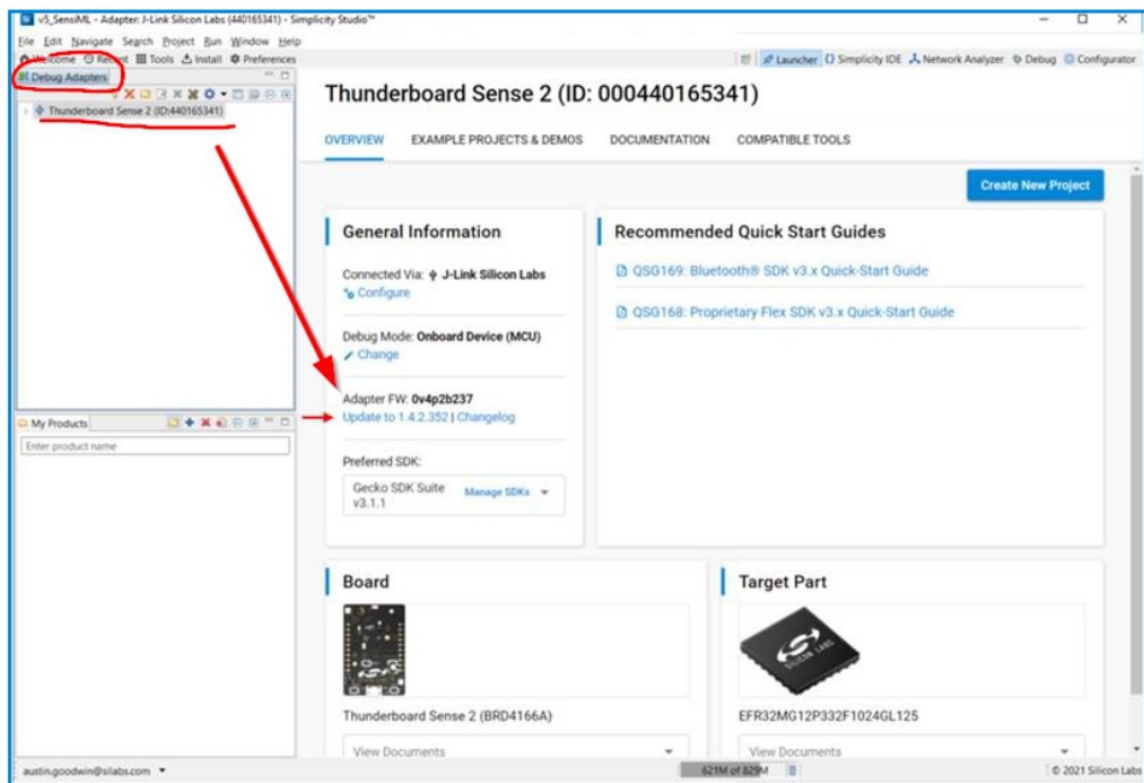 v5_SensiML - Adapter: J-Link Silicon Labs (440165341) - Simplicity Studio™
File Edit Navigate Search Project Run Window Help
Welcome Recent Tools Install Preferences
Launcher Simplicity IDE Network Analyzer Debug Configurator
Debug Adapters
Thunderboard Sense 2 (ID:440165341)
Thunderboard Sense 2 (ID: 000440165341)
OVERVIEW EXAMPLE PROJECTS & DEMOS DOCUMENTATION COMPATIBLE TOOLS
Create New Project
General Information
Connected Via: J-Link Silicon Labs
Configure
Debug Mode: Onboard Device (MCU)
Change
Adapter FW: 0v4p2b237
Update to 1.4.2.352 | Changelog
Preferred SDK:
Gecko SDK Suite
v3.1.1
Manage SDKs
Recommended Quick Start Guides
QSG169: Bluetooth® SDK v3.x Quick-Start Guide
QSG168: Proprietary Flex SDK v3.x Quick-Start Guide
My Products
Enter product name
Board
Thunderboard Sense 2 (BRD4166A)
View Documents
Target Part
SILICON LABS
EFR32MG12P332F1024GL125
View Documents
austin.goodwin@silabs.com
621M of 829M
© 2021 Silicon Labs